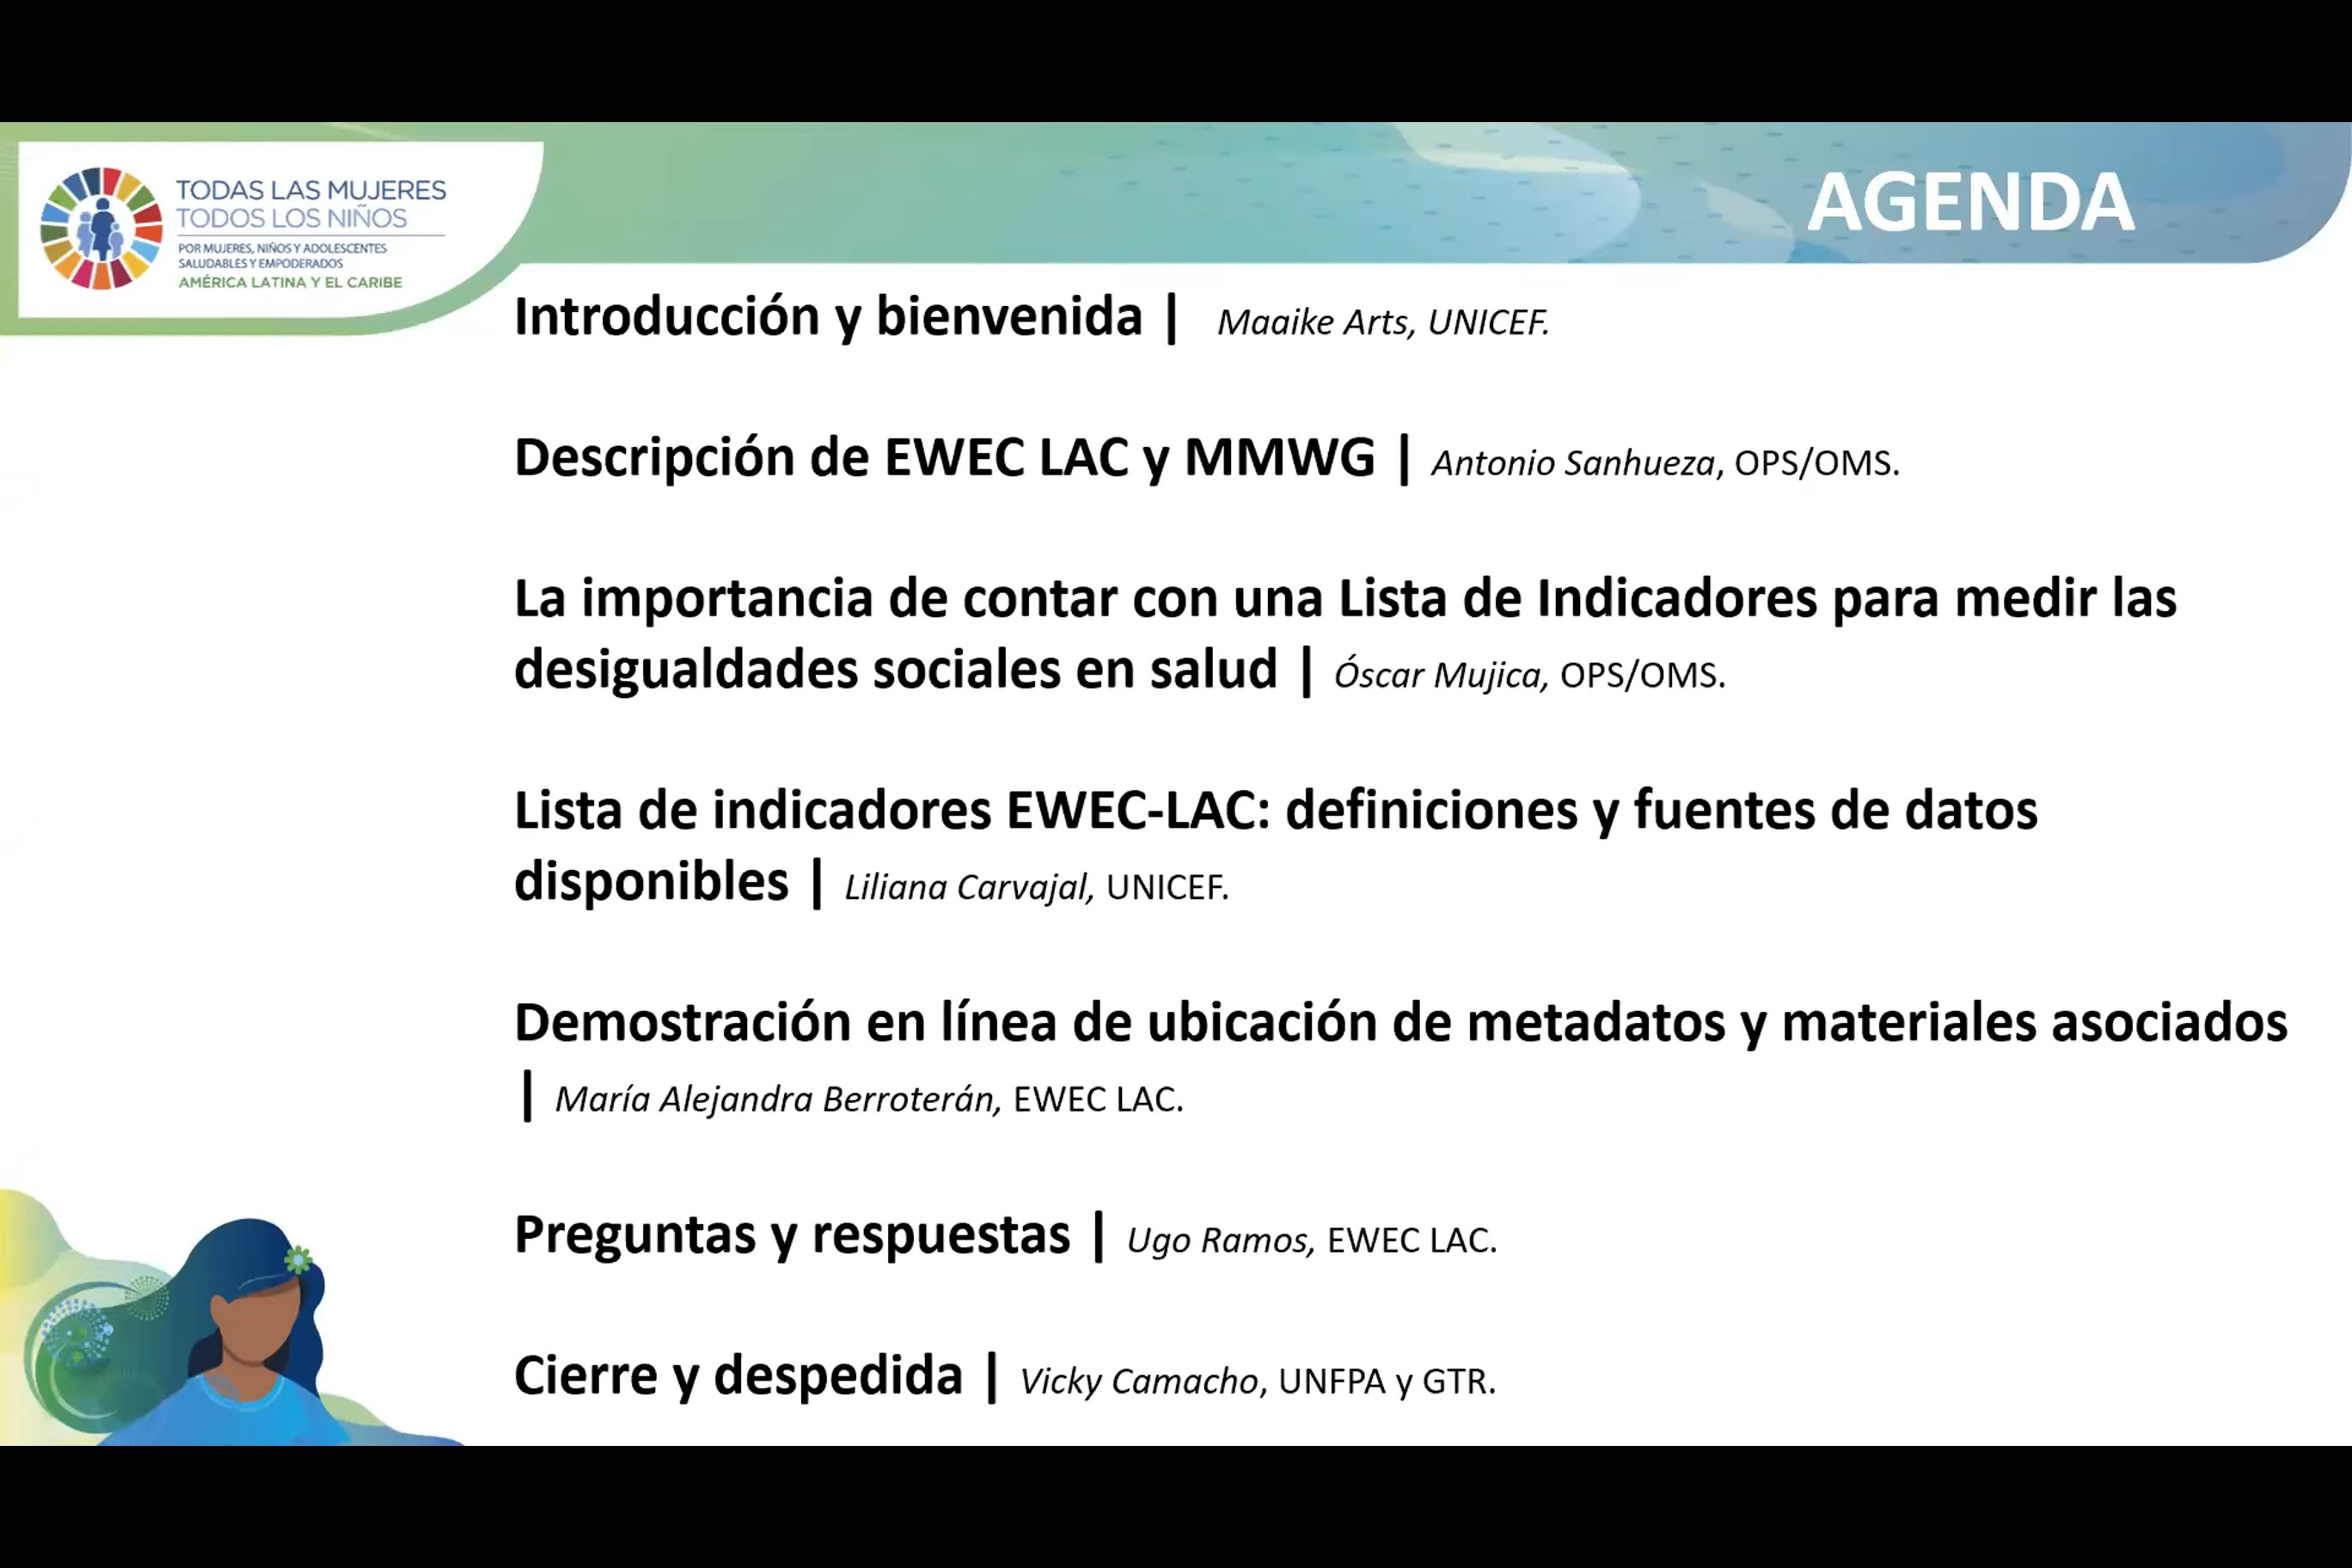 TODAS LAS MUJERES
TODOS LOS NIÑOS
POR MUJERES, NIÑOS Y ADOLESCENTES
SALUDABLES Y EMPODERADOS
AMÉRICA LATINA Y EL CARIBE
AGENDA
Introducción y bienvenida | Maaike Arts, UNICEF.
Descripción de EWEC LAC y MMWG | Antonio Sanhueza, OPS/OMS.
La importancia de contar con una Lista de Indicadores para medir las
desigualdades sociales en salud | Óscar Mujica, OPS/OMS.
Lista de indicadores EWEC-LAC: definiciones y fuentes de datos
disponibles | Liliana Carvajal, UNICEF.
Demostración en línea de ubicación de metadatos y materiales asociados
| María Alejandra Berroterán, EWEC LAC.
Preguntas y respuestas | Ugo Ramos, EWEC LAC.
Cierre y despedida | Vicky Camacho, UNFPA y GTR.